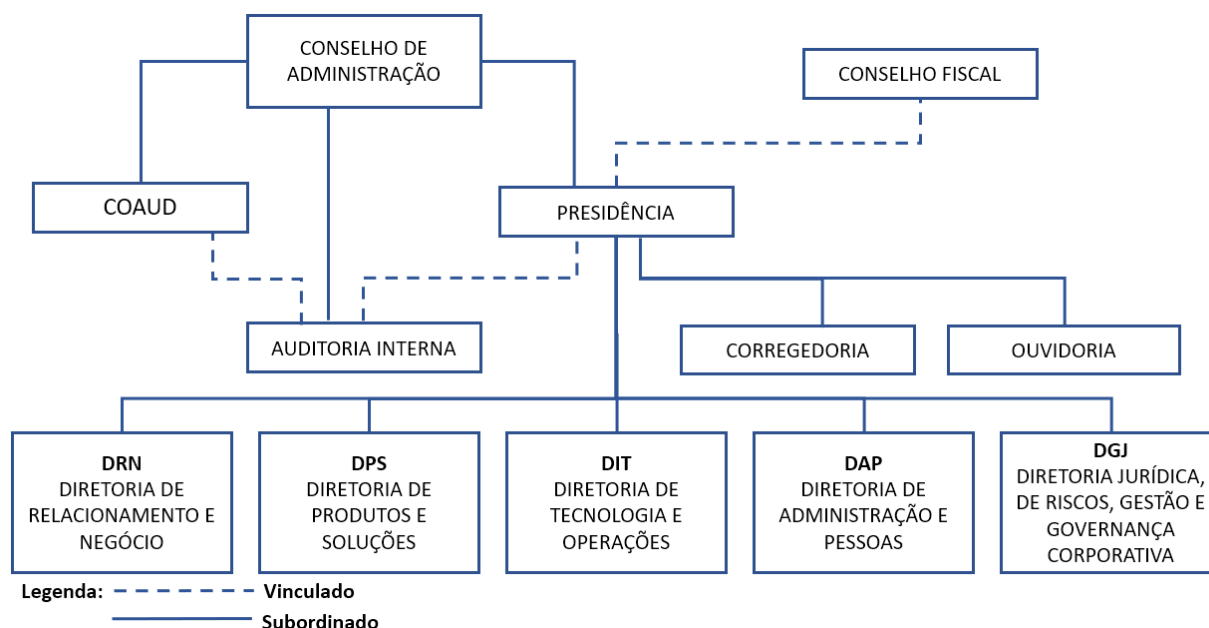 CONSELHO DE
ADMINISTRAÇÃO
CONSELHO FISCAL
COAUD
PRESIDÊNCIA
AUDITORIA INTERNA
CORREGEDORIA
OUVIDORIA
DRN
DIRETORIA DE
RELACIONAMENTO E
NEGÓCIO
DPS
DIRETORIA DE
PRODUTOS E
SOLUÇÕES
DIT
DIRETORIA DE
TECNOLOGIA E
OPERAÇÕES
DAP
DIRETORIA DE
ADMINISTRAÇÃO E
PESSOAS
DGJ
DIRETORIA JURÍDICA,
DE RISCOS, GESTÃO E
GOVERNANÇA
CORPORATIVA
Legenda: Vinculado
Subordinado